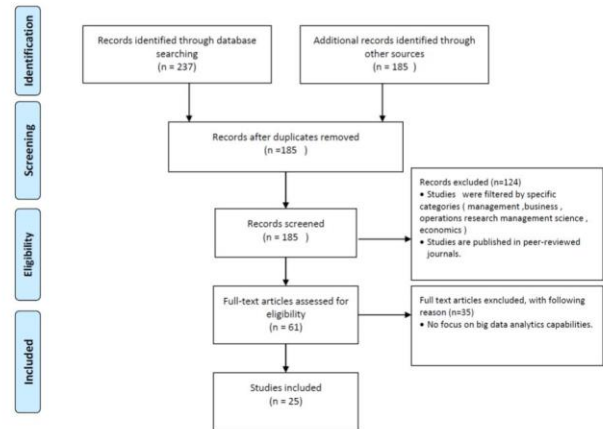 Identification
Records identified through database
searching
(n = 237)
Additional records identified through
other sources
(n = 185 )
Screening
Records after duplicates removed
(n =185 )
Records excluded (n=124)
• Studies were filtered by specific
categories ( management ,business ,
operations research management science ,
economics )
• Studies are published in peer-reviewed
journals.
Eligibility
Records screened
(n = 185 )
Full-text articles assessed for
eligibility
(n = 61)
Full text articles exncluded, with following
reason (n=35)
• No focus on big data analytics capabilities.
Included
Studies included
(n = 25)